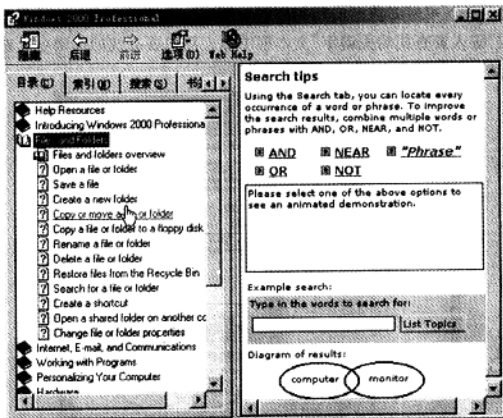 Windows 2000 Professional
隐藏 后退 前进 选项(O) Web Help
目录(C) 索引(N) 搜索(S) 书
Help Resources
Introducing Windows 2000 Professiona
Files and Folders
Files and folders overview
Open a file or folder
Save a file
Create a new folder
Copy or move a or folder
Copy a file or folder to a floppy disk
Rename a file or folder
Delete a file or folder
Restore files from the Recycle Bin
Search for a file or folder
Create a shortcut
Open a shared folder on another cc
Change file or folder properties
Internet, E-mail, and Communications
Working with Programs
Personalizing Your Computer
Hardware
Search tips
Using the Search tab, you can locate every
occurrence of a word or phrase. To improve
the search results, combine multiple words or
phrases with AND, OR, NEAR, and NOT.
AND NEAR "Phrase"
OR NOT
Please select one of the above options to
see an animated demonstration.
Example search:
Type in the words to search for:
List Topics
Diagram of results:
computer monitor